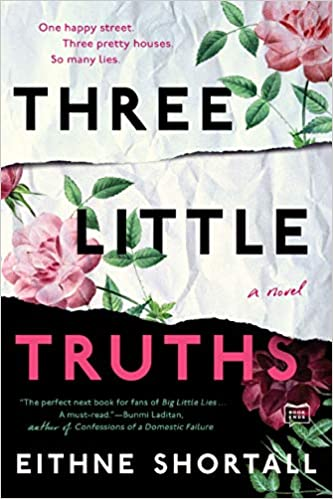 One happy street.
Three pretty houses.
So many lies.
THREE
LITTLE
a novel
TRUTHS
"The perfect next book for fans of Big Little Lies...
A must-read."—Bunmi Laditan,
author of Confessions of a Domestic Failure
BOOK
ENDS
EITHNE SHORTALL